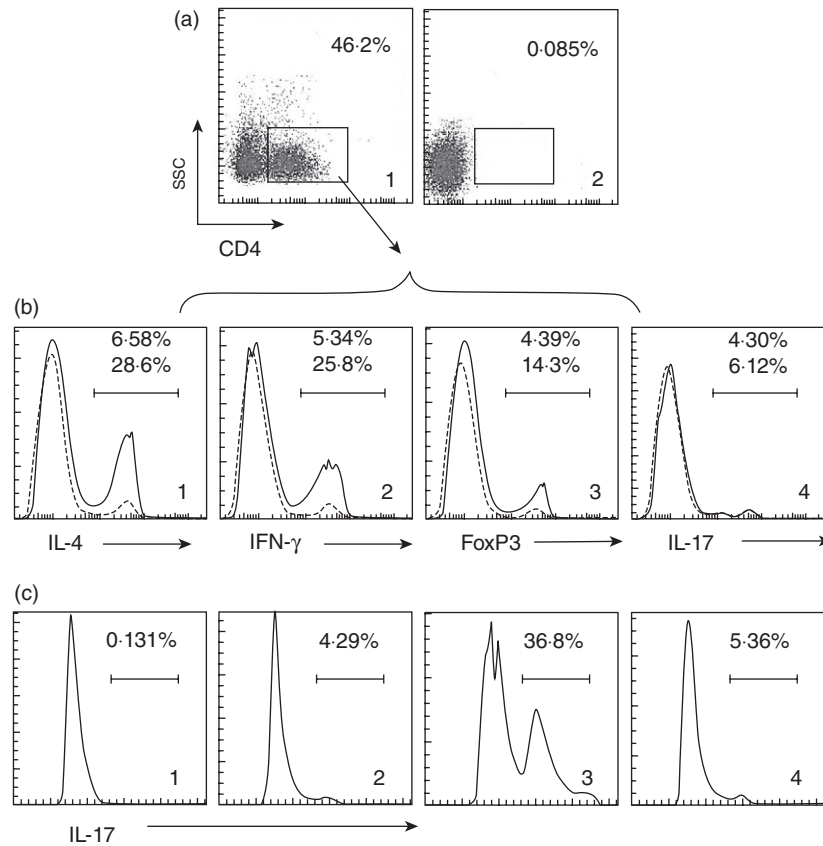 (a)
46·2%
0·085%
SSC
1
2
CD4
(b)
6·58%
28·6%
5·34%
25·8%
4·39%
14·3%
4·30%
6·12%
1
2
3
4
IL-4
IFN-γ
FoxP3
IL-17
(c)
0·131%
4·29%
36·8%
5·36%
1
2
3
4
IL-17